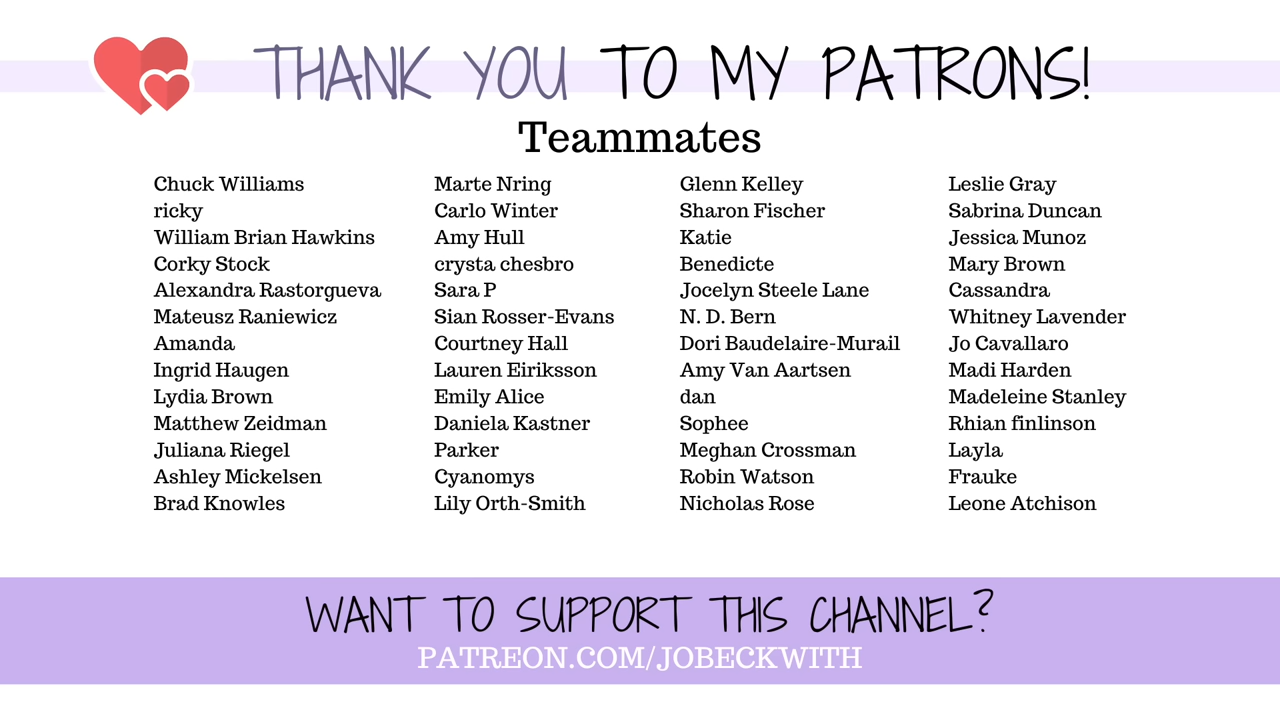 THANK YOU TO MY PATRONS!
Teammates
Chuck Williams
ricky
William Brian Hawkins
Corky Stock
Alexandra Rastorgueva
Mateusz Raniewicz
Amanda
Ingrid Haugen
Lydia Brown
Matthew Zeidman
Juliana Riegel
Ashley Mickelsen
Brad Knowles
Marte Nring
Carlo Winter
Amy Hull
crysta chesbro
Sara P
Sian Rosser-Evans
Courtney Hall
Lauren Eiriksson
Emily Alice
Daniela Kastner
Parker
Cyanomys
Lily Orth-Smith
Glenn Kelley
Sharon Fischer
Katie
Benedicte
Jocelyn Steele Lane
N. D. Bern
Dori Baudelaire-Murail
Amy Van Aartsen
dan
Sophee
Meghan Crossman
Robin Watson
Nicholas Rose
Leslie Gray
Sabrina Duncan
Jessica Munoz
Mary Brown
Cassandra
Whitney Lavender
Jo Cavallaro
Madi Harden
Madeleine Stanley
Rhian finlinson
Layla
Frauke
Leone Atchison
WANT TO SUPPORT THIS CHANNEL?
PATREON.COM/JOBECKWITH